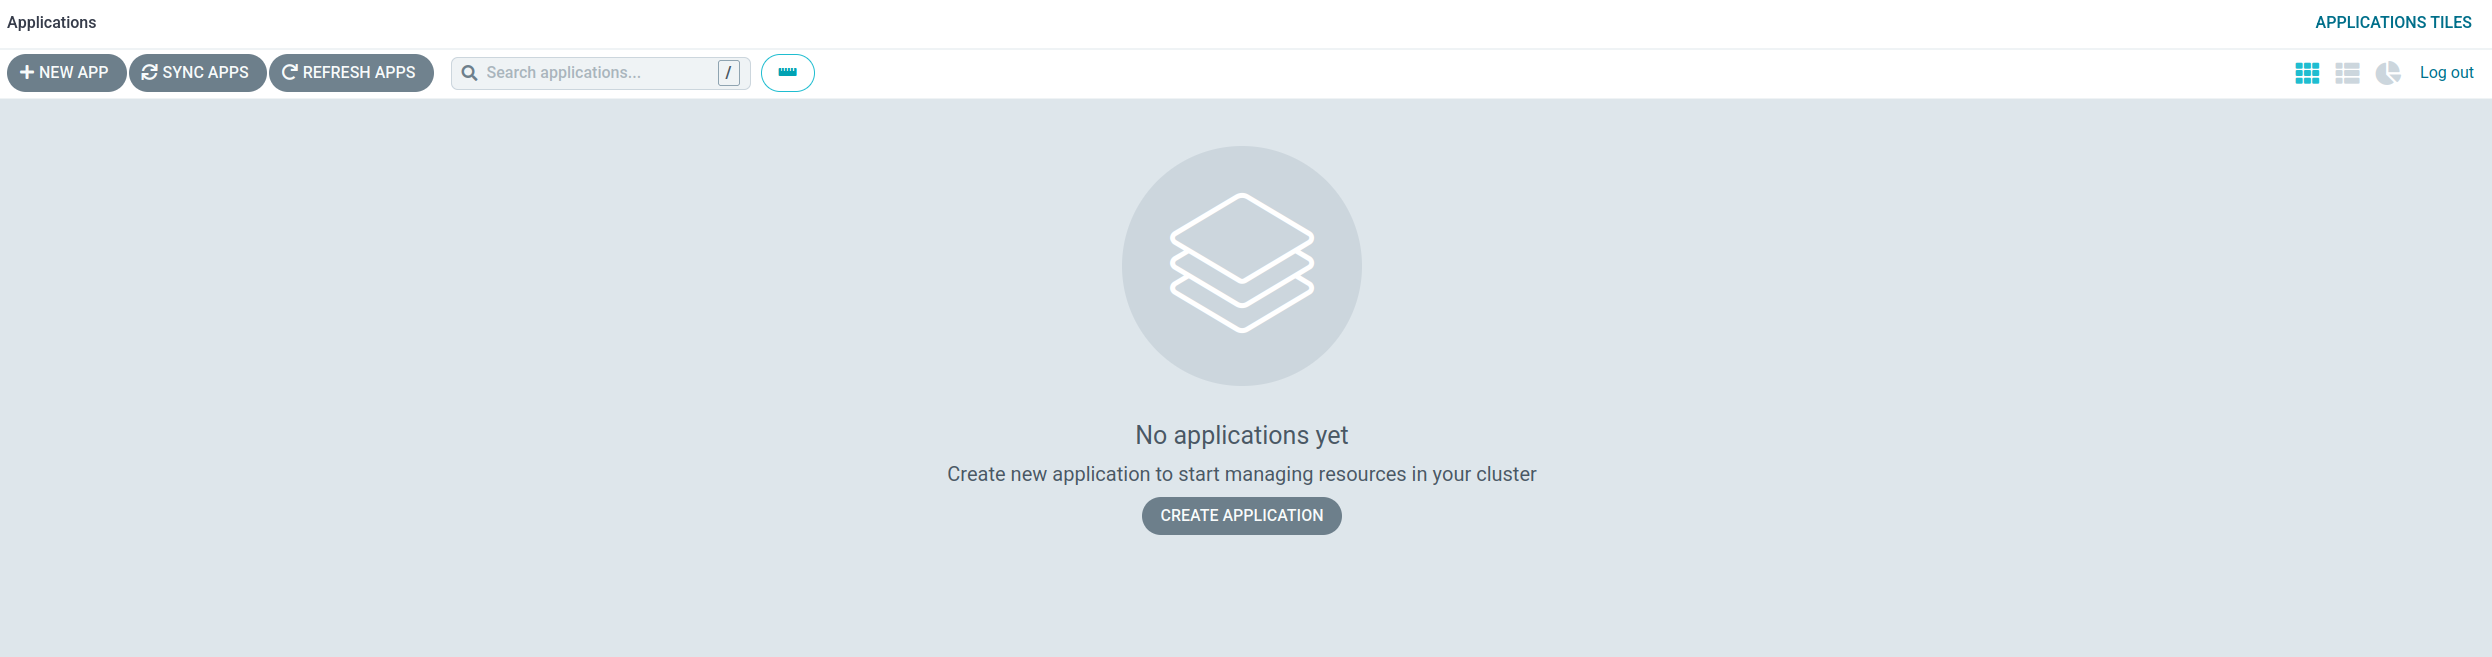 Applications
APPLICATIONS TILES
NEW APP
SYNC APPS
REFRESH APPS
Search applications...
/
Log out
No applications yet
Create new application to start managing resources in your cluster
CREATE APPLICATION